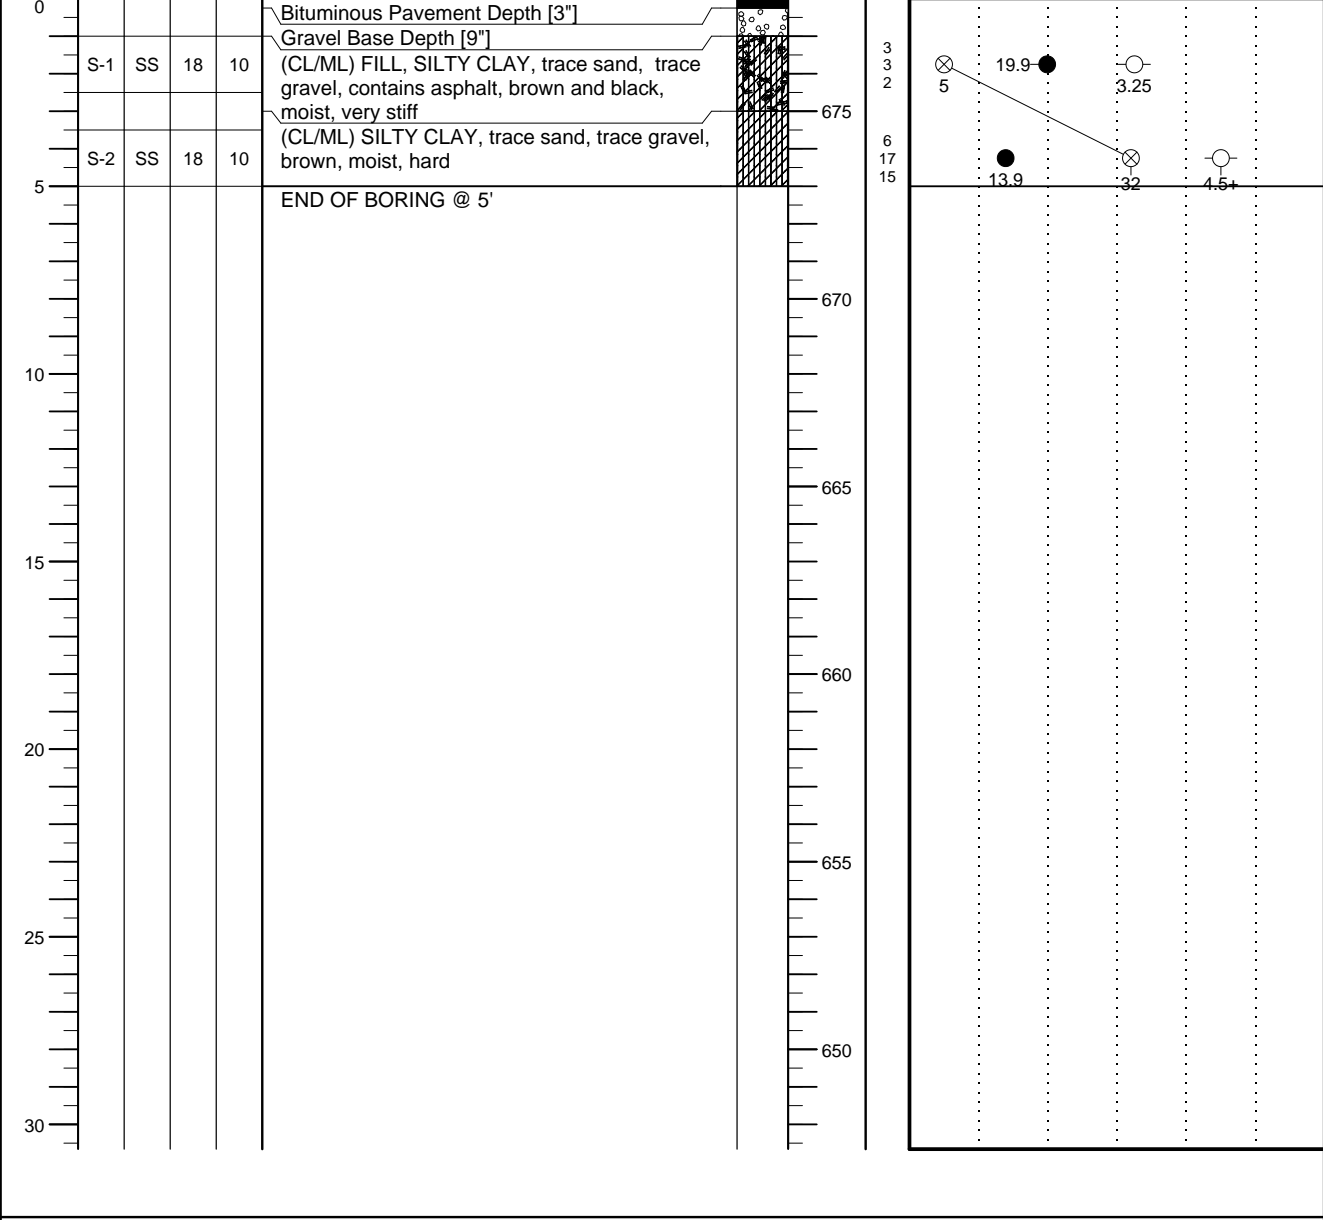 0
Bituminous Pavement Depth [3"]
Gravel Base Depth [9"]
S-1 SS 18 10
(CL/ML) FILL, SILTY CLAY, trace sand, trace
gravel, contains asphalt, brown and black,
moist, very stiff
3
3
2
5
19.9
3.25
675
S-2 SS 18 10
(CL/ML) SILTY CLAY, trace sand, trace gravel,
brown, moist, hard
6
17
15
13.9
32
4.5+
5
END OF BORING @ 5'
670
10
665
15
660
20
655
25
650
30